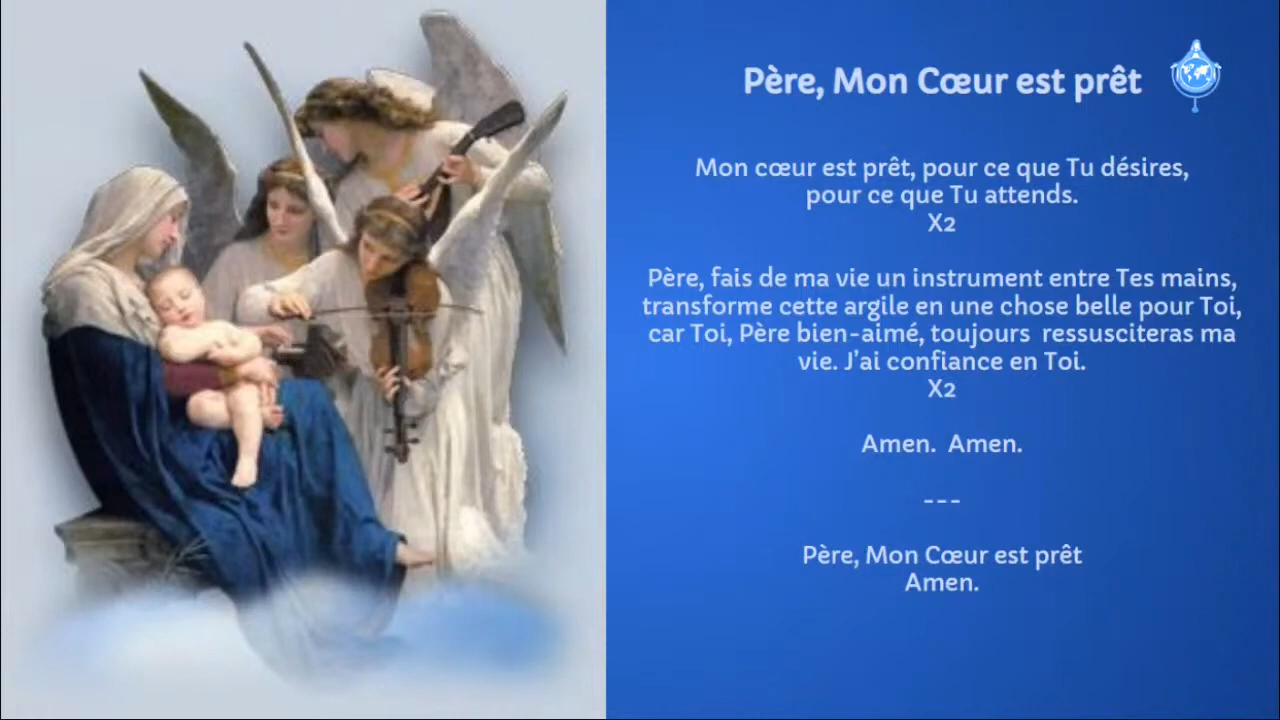 Père, Mon Cœur est prêt
Mon cœur est prêt, pour ce que Tu désires,
pour ce que Tu attends.
X2
Père, fais de ma vie un instrument entre Tes mains,
transforme cette argile en une chose belle pour Toi,
car Toi, Père bien-aimé, toujours  ressusciteras ma
vie. J'ai confiance en Toi.
X2
Amen.  Amen.
---
Père, Mon Cœur est prêt
Amen.